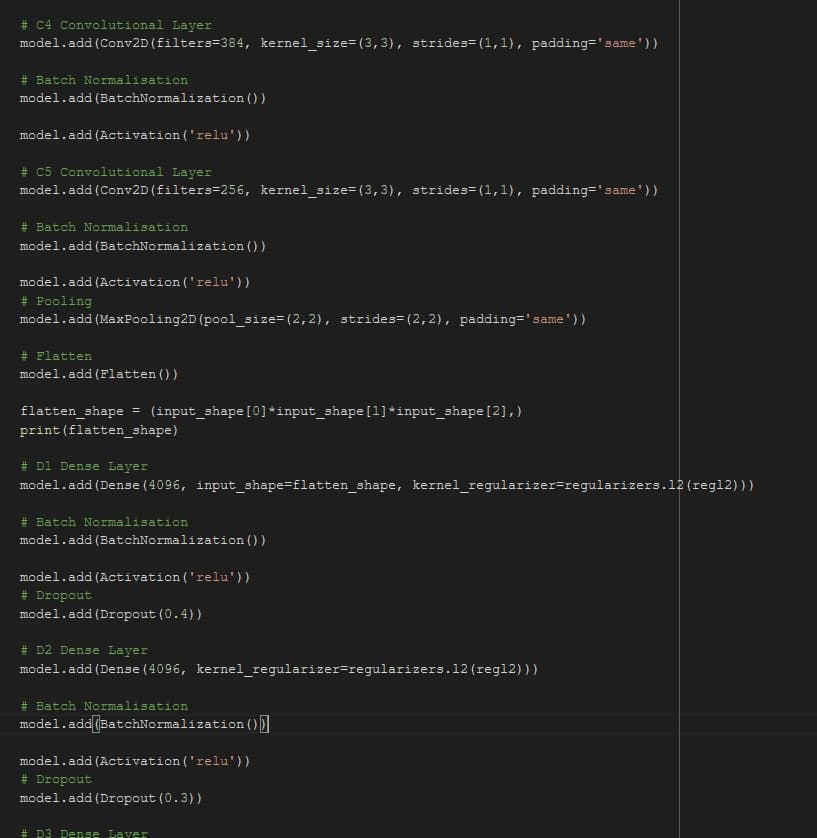 # C4 Convolutional Layer
model.add(Conv2D(filters=384, kernel_size=(3,3), strides=(1,1), padding='same'))
# Batch Normalisation
model.add(BatchNormalization())
model.add(Activation('relu'))
# C5 Convolutional Layer
model.add(Conv2D(filters=256, kernel_size=(3,3), strides=(1,1), padding='same'))
# Batch Normalisation
model.add(BatchNormalization())
model.add(Activation('relu'))
# Pooling
model.add(MaxPooling2D(pool_size=(2,2), strides=(2,2), padding='same'))
# Flatten
model.add(Flatten())
flatten_shape = (input_shape[0]*input_shape[1]*input_shape[2],)
print(flatten_shape)
# D1 Dense Layer
model.add(Dense(4096, input_shape=flatten_shape, kernel_regularizer=regularizers.l2(regl2)))
# Batch Normalisation
model.add(BatchNormalization())
model.add(Activation('relu'))
# Dropout
model.add(Dropout(0.4))
# D2 Dense Layer
model.add(Dense(4096, kernel_regularizer=regularizers.l2(regl2)))
# Batch Normalisation
model.add(BatchNormalization())
model.add(Activation('relu'))
# Dropout
model.add(Dropout(0.3))
# D3 Dense Layer